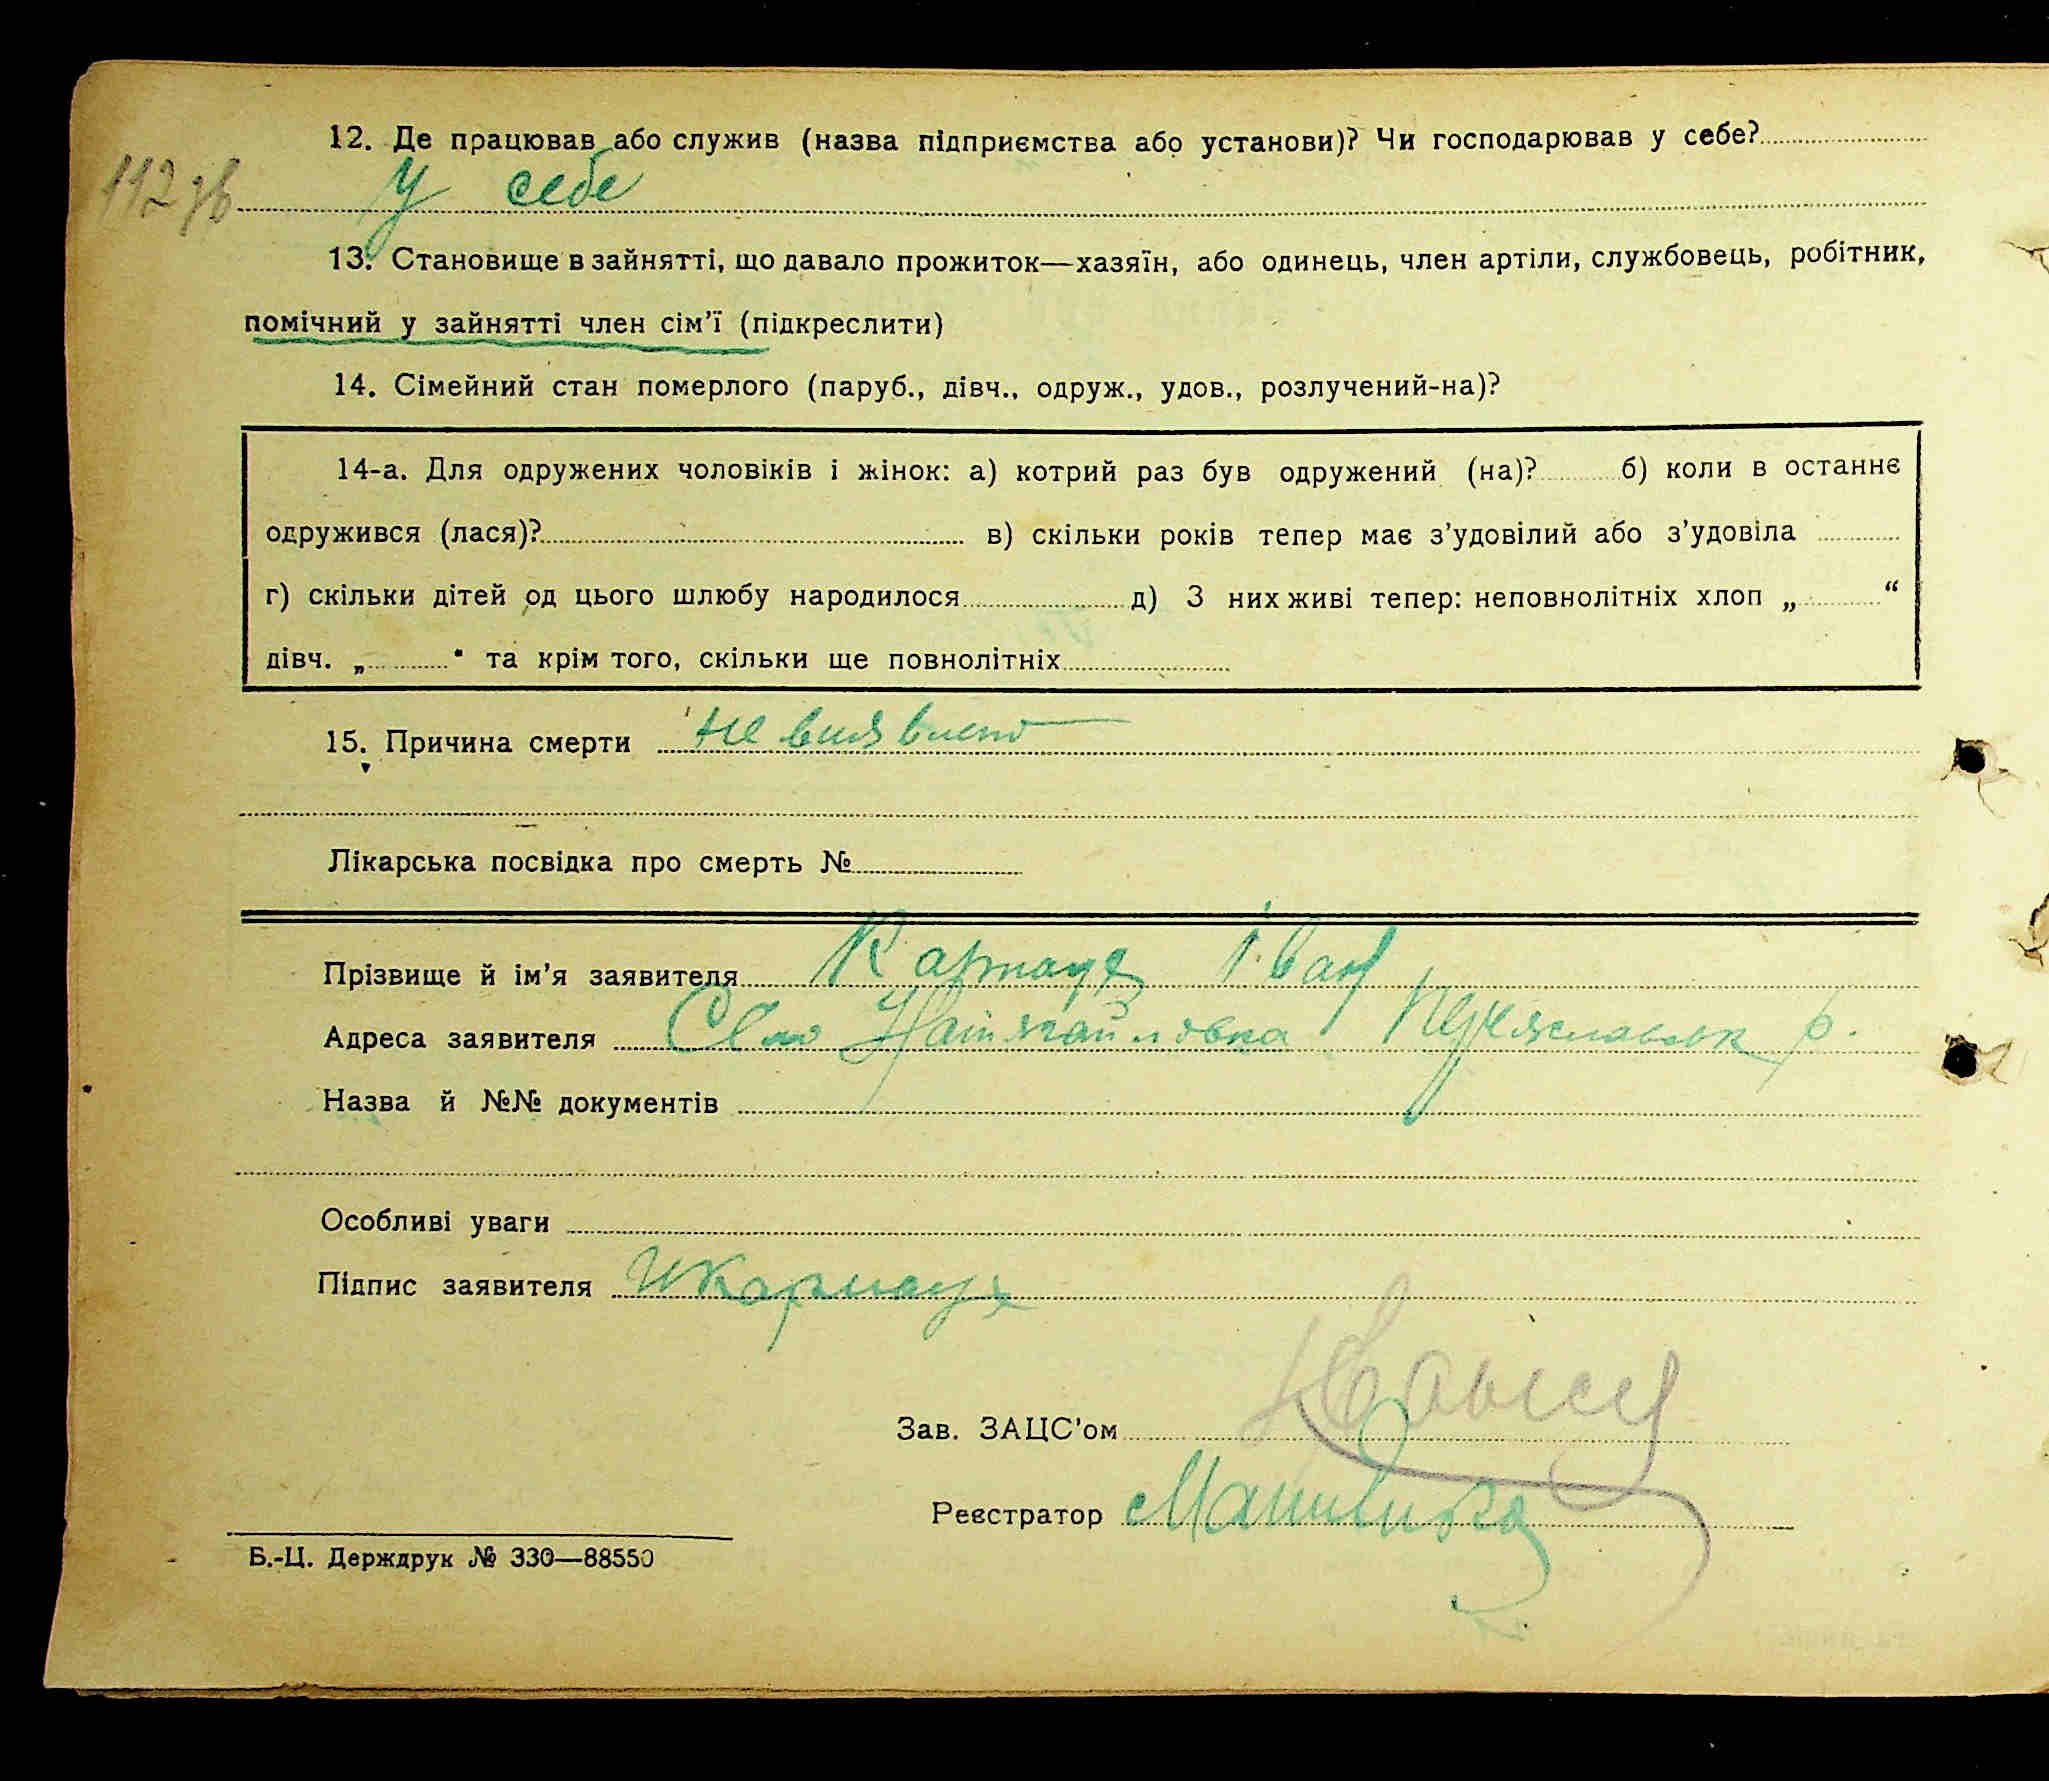 112 зв
12. Де працював або служив (назва підприємства або установи)? Чи господарював у себе?
У себе
13. Становище в зайнятті, що давало прожиток—хазяїн, або одинець, член артіли, службовець, робітник,
помічний у зайнятті член сім’ї (підкреслити)
14. Сімейний стан померлого (паруб., дівч., одруж., удов., розлучений-на)?
14-а. Для одружених чоловіків і жінок: а) котрий раз був одружений (на)? б) коли в останнє
одружився (лася)? в) скільки років тепер має з’удовілий або з’удовіла
г) скільки дітей од цього шлюбу народилося д) З них живі тепер: неповнолітніх хлоп „ “
дівч. „ “ та крім того, скільки ще повнолітніх
15. Причина смерти не виявлено
Лікарська посвідка про смерть №
Прізвище й ім’я заявителя Іван
Адреса заявителя Село р.
Назва й №№ документів
Особливі уваги
Підпис заявителя
Зав. ЗАЦС’ом
Реєстратор
Б.-Ц. Держдрук № 330—88550